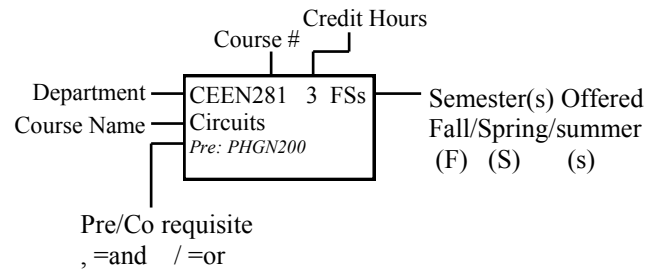 Credit Hours
Course #
Department
CEEN281 3 FSs
Semester(s) Offered
Course Name
Circuits
Fall/Spring/summer
Pre: PHGN200
(F) (S) (s)
Pre/Co requisite
, =and / =or